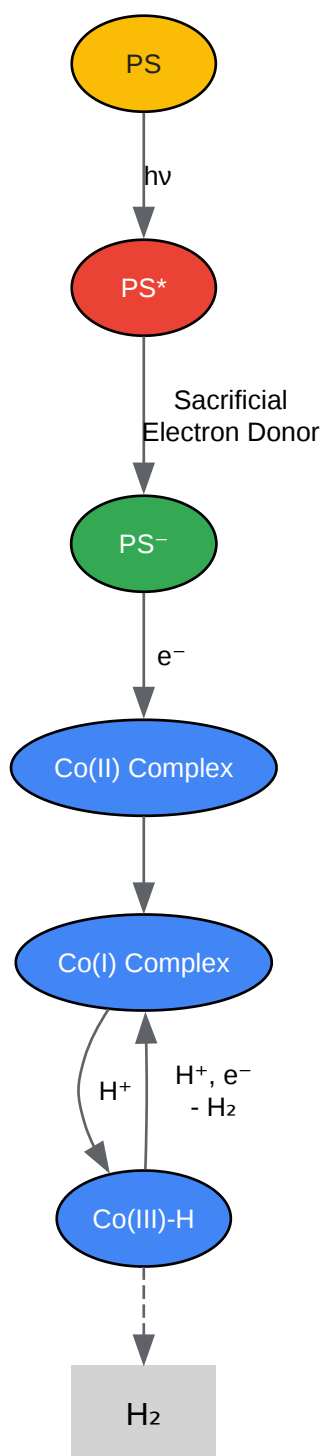 PS
hν
PS*
Sacrificial
Electron Donor
PS⁻
e⁻
Co(II) Complex
Co(I) Complex
H⁺
H⁺, e⁻
- H₂
Co(III)-H
H₂